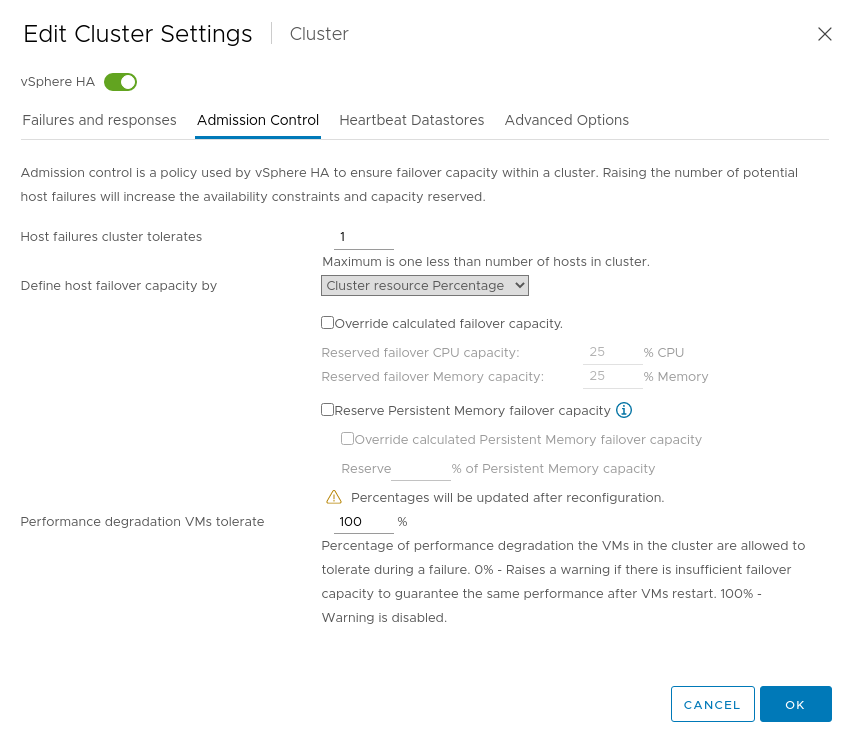 Edit Cluster Settings Cluster
vSphere HA
Failures and responses Admission Control Heartbeat Datastores Advanced Options
Admission control is a policy used by vSphere HA to ensure failover capacity within a cluster. Raising the number of potential
host failures will increase the availability constraints and capacity reserved.
Host failures cluster tolerates 1
Maximum is one less than number of hosts in cluster.
Define host failover capacity by Cluster resource Percentage
Override calculated failover capacity.
Reserved failover CPU capacity: 25 % CPU
Reserved failover Memory capacity: 25 % Memory
Reserve Persistent Memory failover capacity
Override calculated Persistent Memory failover capacity
Reserve % of Persistent Memory capacity
Percentages will be updated after reconfiguration.
Performance degradation VMs tolerate 100 %
Percentage of performance degradation the VMs in the cluster are allowed to
tolerate during a failure. 0% - Raises a warning if there is insufficient failover
capacity to guarantee the same performance after VMs restart. 100% -
Warning is disabled.
CANCEL OK